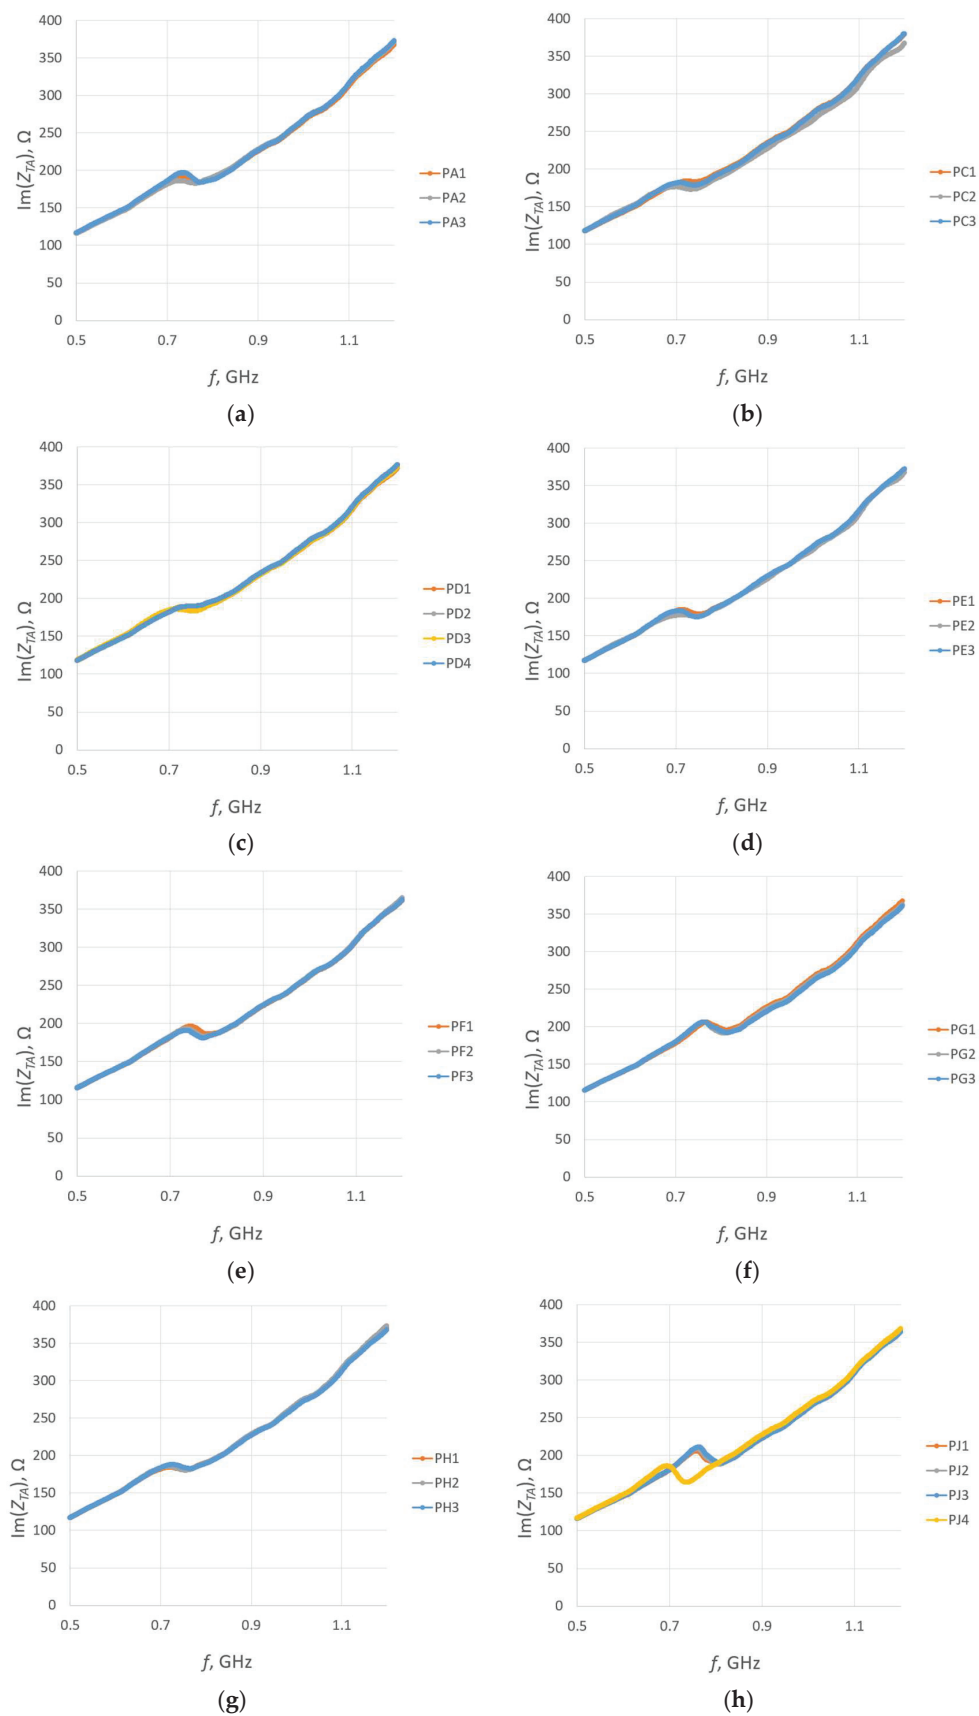 400
350
300
250
200
150
100
50
0
Im(Z_TA), Ω
0.5 0.7 0.9 1.1
f, GHz
PA1
PA2
PA3
(a)
400
350
300
250
200
150
100
50
0
Im(Z_TA), Ω
0.5 0.7 0.9 1.1
f, GHz
PC1
PC2
PC3
(b)
400
350
300
250
200
150
100
50
0
Im(Z_TA), Ω
0.5 0.7 0.9 1.1
f, GHz
PD1
PD2
PD3
PD4
(c)
400
350
300
250
200
150
100
50
0
Im(Z_TA), Ω
0.5 0.7 0.9 1.1
f, GHz
PE1
PE2
PE3
(d)
400
350
300
250
200
150
100
50
0
Im(Z_TA), Ω
0.5 0.7 0.9 1.1
f, GHz
PF1
PF2
PF3
(e)
400
350
300
250
200
150
100
50
0
Im(Z_TA), Ω
0.5 0.7 0.9 1.1
f, GHz
PG1
PG2
PG3
(f)
400
350
300
250
200
150
100
50
0
Im(Z_TA), Ω
0.5 0.7 0.9 1.1
f, GHz
PH1
PH2
PH3
(g)
400
350
300
250
200
150
100
50
0
Im(Z_TA), Ω
0.5 0.7 0.9 1.1
f, GHz
PJ1
PJ2
PJ3
PJ4
(h)